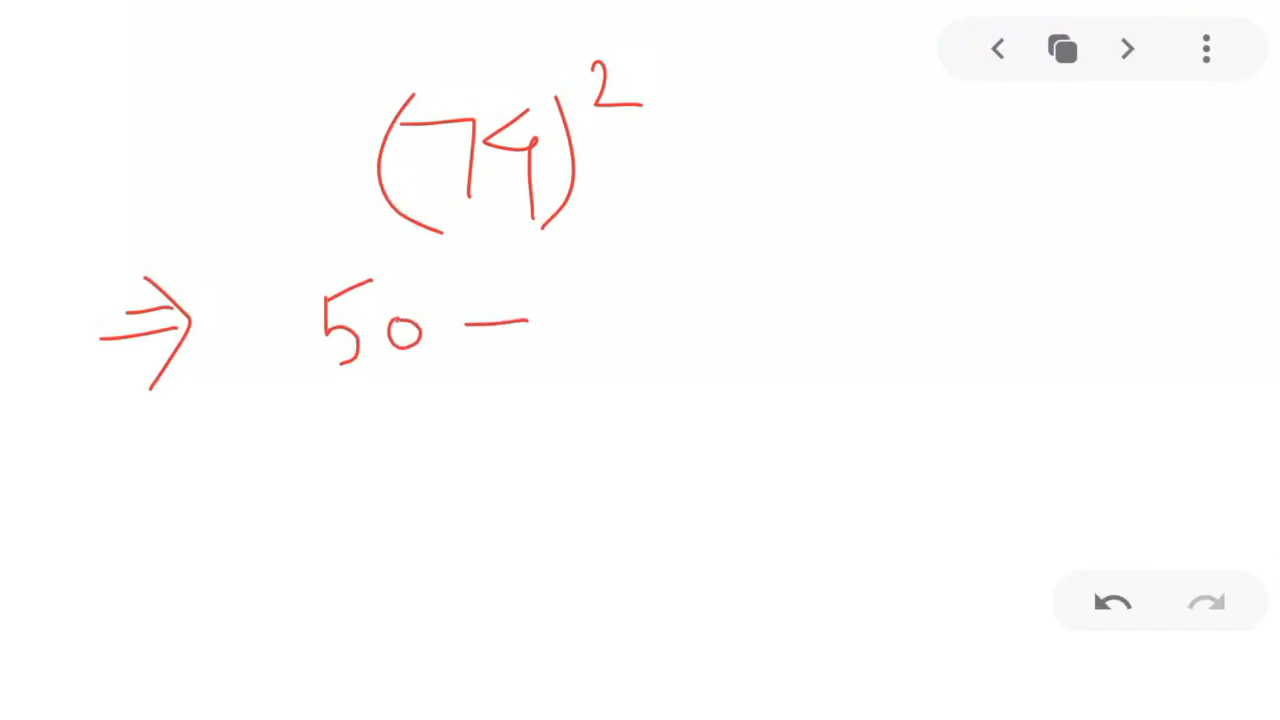 (74)²
⇒ 50 —